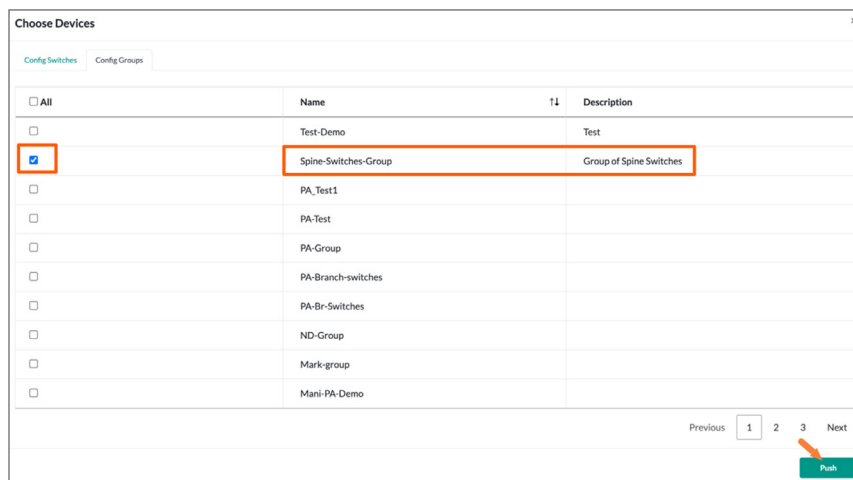 Choose Devices
Config Switches Config Groups
All Name Description
Test-Demo Test
Spine-Switches-Group Group of Spine Switches
PA_Test1
PA-Test
PA-Group
PA-Branch-switches
PA-Br-Switches
ND-Group
Mark-group
Mani-PA-Demo
Previous 1 2 3 Next
Push